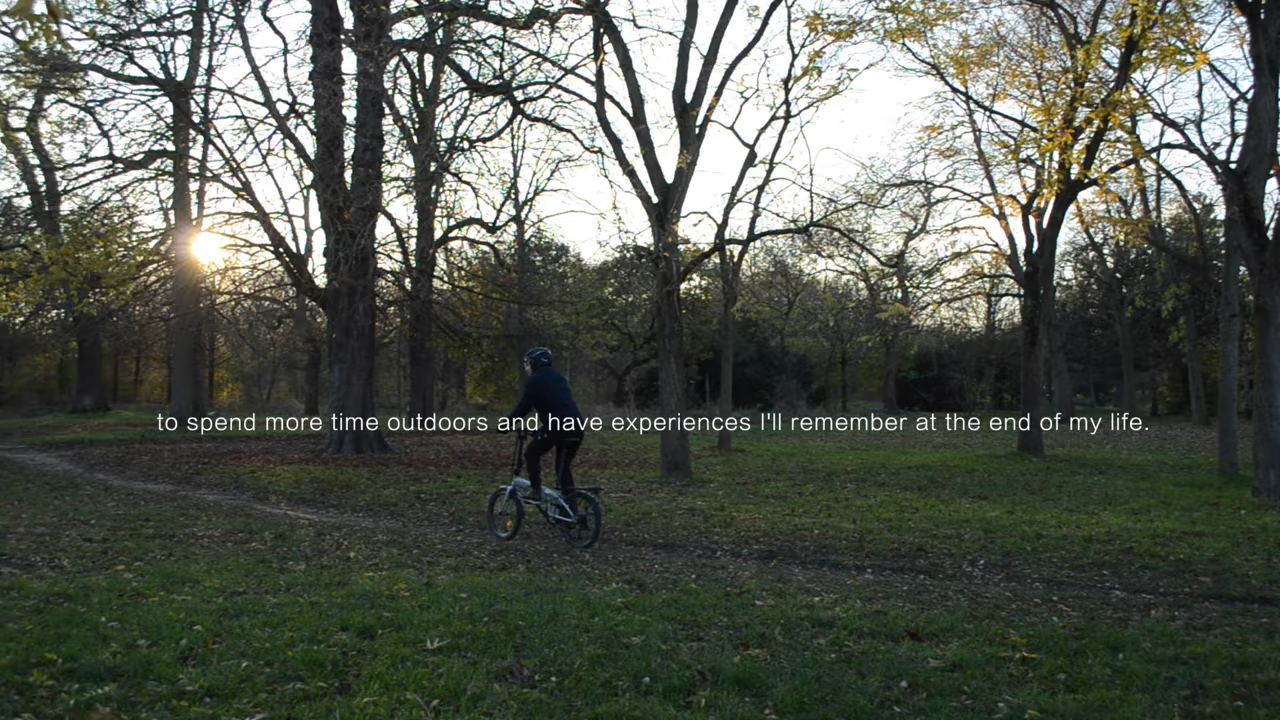 to spend more time outdoors and have experiences I'll remember at the end of my life.